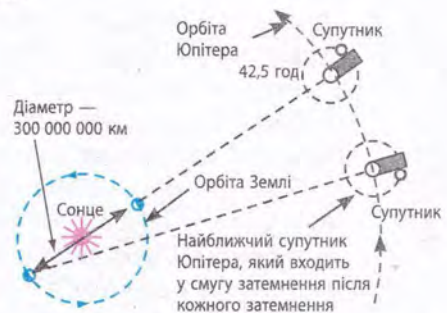 Орбіта
Юпітера
Супутник
42,5 год
Діаметр —
300 000 000 км
Сонце
Орбіта Землі
Супутник
Найближчий супутник
Юпітера, який входить
у смугу затемнення після
кожного затемнення